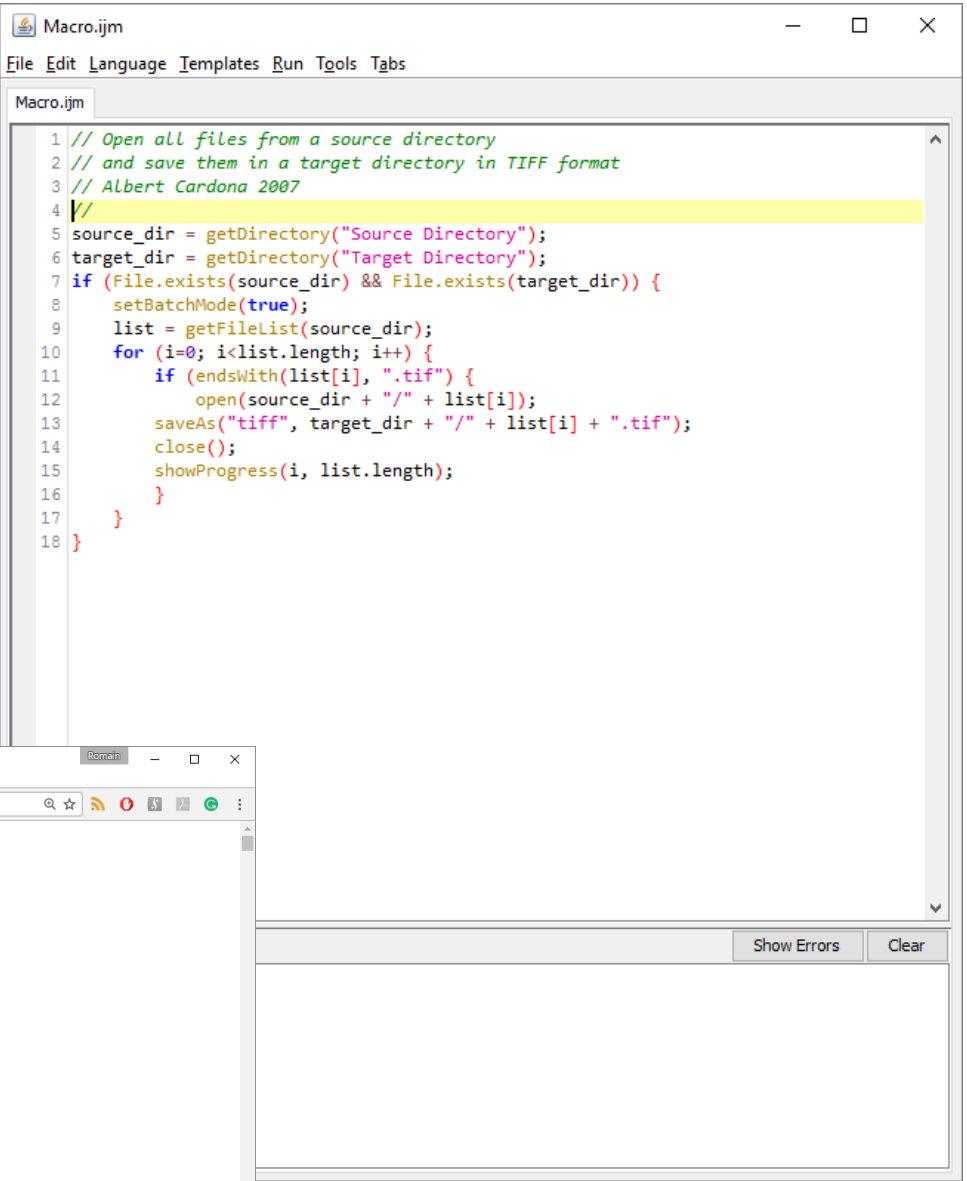 Macro.ijm
File Edit Language Templates Run Tools Tabs
Macro.ijm
1 // Open all files from a source directory
2 // and save them in a target directory in TIFF format
3 // Albert Cardona 2007
4 //
5 source_dir = getDirectory("Source Directory");
6 target_dir = getDirectory("Target Directory");
7 if (File.exists(source_dir) && File.exists(target_dir)) {
8     setBatchMode(true);
9     list = getFileList(source_dir);
10     for (i=0; i<list.length; i++) {
11         if (endsWith(list[i], ".tif") {
12             open(source_dir + "/" + list[i]);
13         saveAs("tiff", target_dir + "/" + list[i] + ".tif");
14         close();
15         showProgress(i, list.length);
16         }
17     }
18 }
Romain
Show Errors Clear